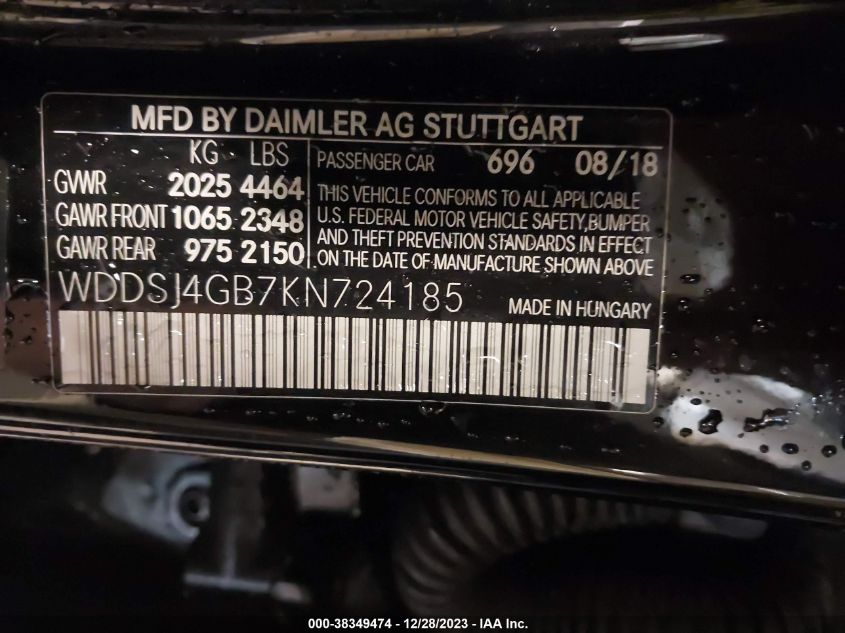 MFD BY DAIMLER AG STUTTGART
KG LBS
GVWR 2025 4464
GAWR FRONT 1065 2348
GAWR REAR 975 2150
PASSENGER CAR 696 08/18
THIS VEHICLE CONFORMS TO ALL APPLICABLE
U.S. FEDERAL MOTOR VEHICLE SAFETY,BUMPER
AND THEFT PREVENTION STANDARDS IN EFFECT
ON THE DATE OF MANUFACTURE SHOWN ABOVE
WDDSJ4GB7KN724185
MADE IN HUNGARY
000-38349474 / 12/28/2023 - IAA Inc.